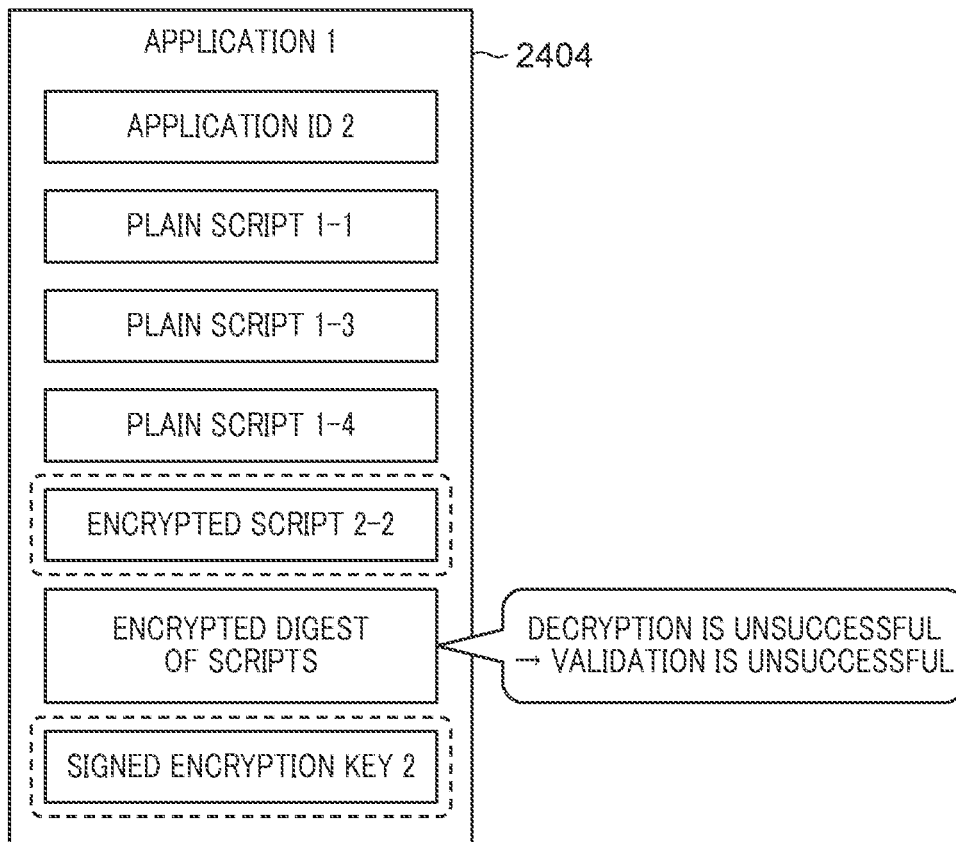 APPLICATION 1
2404
APPLICATION ID 2
PLAIN SCRIPT 1-1
PLAIN SCRIPT 1-3
PLAIN SCRIPT 1-4
ENCRYPTED SCRIPT 2-2
ENCRYPTED DIGEST
OF SCRIPTS
DECRYPTION IS UNSUCCESSFUL
→ VALIDATION IS UNSUCCESSFUL
SIGNED ENCRYPTION KEY 2